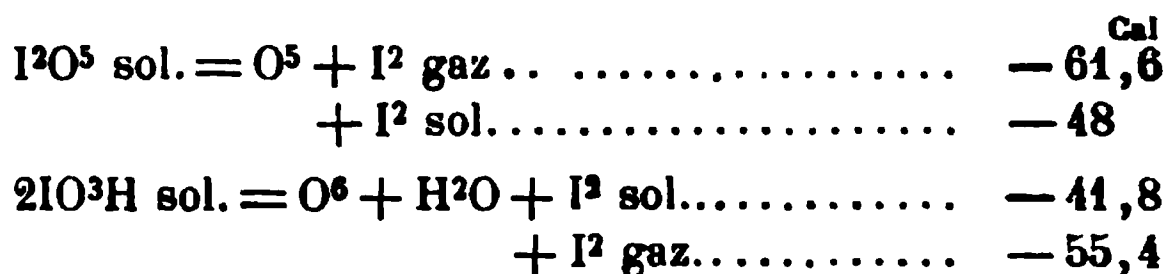 Cal
I²O⁵ sol. = O⁵ + I² gaz.. ................... — 61,6
+ I² sol...................... — 48
2IO³H sol. = O⁶ + H²O + I² sol............. — 41,8
+ I² gaz............. — 55,4